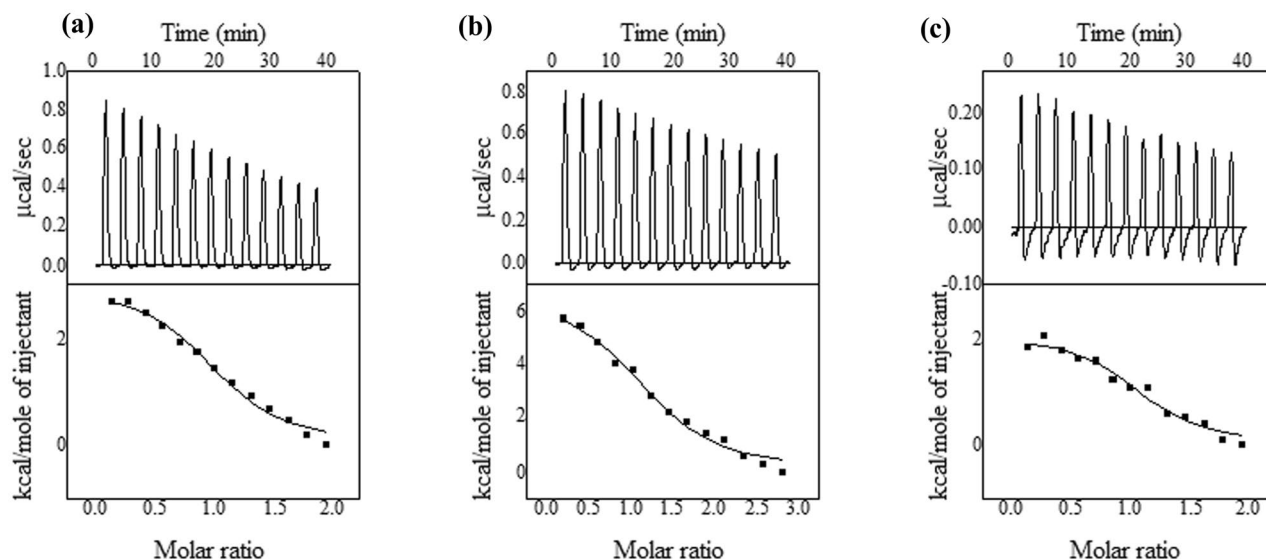 (a)
Time (min)
0 10 20 30 40
1.0
0.8
0.6
0.4
0.2
0.0
µcal/sec
2
0
kcal/mole of injectant
0.0 0.5 1.0 1.5 2.0
Molar ratio
(b)
Time (min)
0 10 20 30 40
0.8
0.6
0.4
0.2
0.0
µcal/sec
6
4
2
0
kcal/mole of injectant
0.0 0.5 1.0 1.5 2.0 2.5 3.0
Molar ratio
(c)
Time (min)
0 10 20 30 40
0.20
0.10
0.00
-0.10
µcal/sec
2
0
kcal/mole of injectant
0.0 0.5 1.0 1.5 2.0
Molar ratio